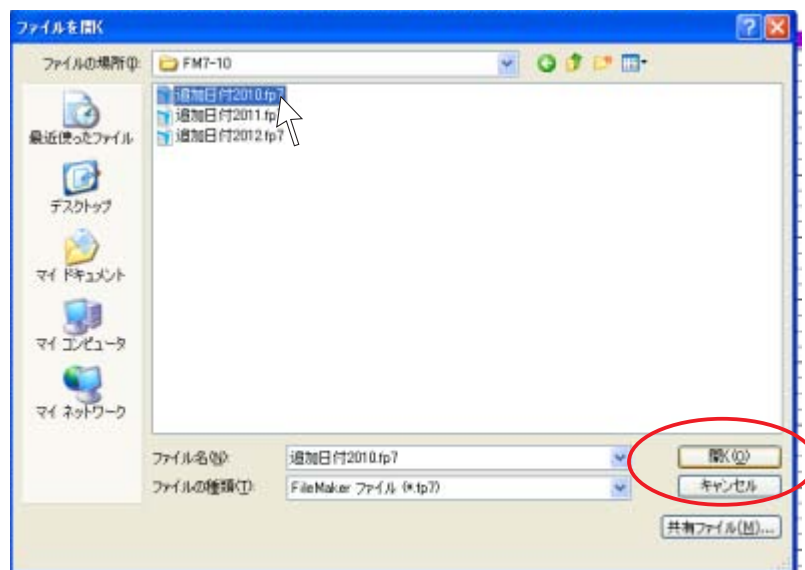 ファイルを開く
ファイルの場所(I):
FM7-10
追加日付2010.fp7
追加日付2011.fp
追加日付2012.fp7
最近使ったファイル
デスクトップ
マイ ドキュメント
マイ コンピュータ
マイ ネットワーク
ファイル名(N):
追加日付2010.fp7
開く(O)
ファイルの種類(T):
FileMaker ファイル (*.fp7)
キャンセル
共有ファイル(M)...